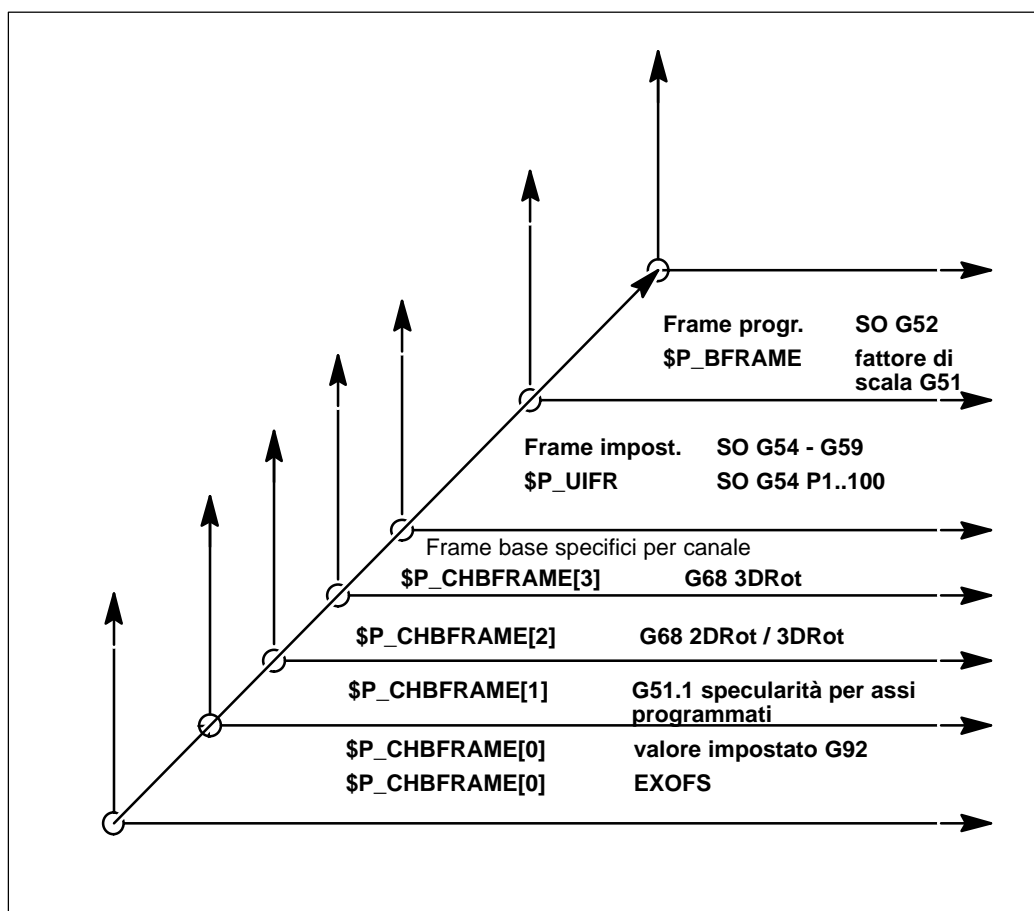 Frame progr. SO G52
$P_BFRAME fattore di
scala G51
Frame impost. SO G54 - G59
$P_UIFR SO G54 P1..100
Frame base specifici per canale
$P_CHBFRAME[3] G68 3DRot
$P_CHBFRAME[2] G68 2DRot / 3DRot
$P_CHBFRAME[1] G51.1 specularità per assi
programmati
$P_CHBFRAME[0] valore impostato G92
$P_CHBFRAME[0] EXOFS